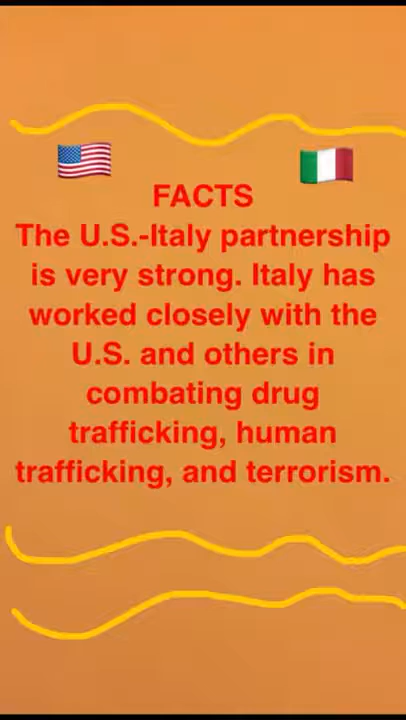 FACTS
The U.S.-Italy partnership
is very strong. Italy has
worked closely with the
U.S. and others in
combating drug
trafficking, human
trafficking, and terrorism.